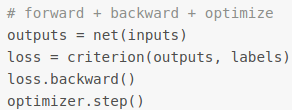 # forward + backward + optimize
outputs = net(inputs)
loss = criterion(outputs, labels)
loss.backward()
optimizer.step()